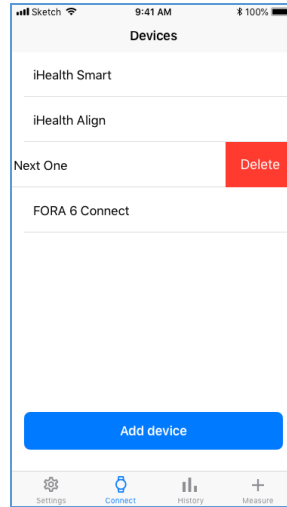 Sketch 9:41 AM 100%
Devices
iHealth Smart
iHealth Align
Next One Delete
FORA 6 Connect
Add device
Settings Connect History Measure